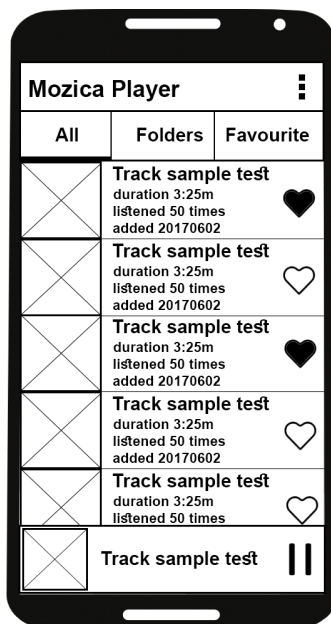 Mozica Player
All
Folders
Favourite
Track sample test
duration 3:25m
listened 50 times
added 20170602
Track sample test
duration 3:25m
listened 50 times
added 20170602
Track sample test
duration 3:25m
listened 50 times
added 20170602
Track sample test
duration 3:25m
listened 50 times
added 20170602
Track sample test
duration 3:25m
listened 50 times
Track sample test